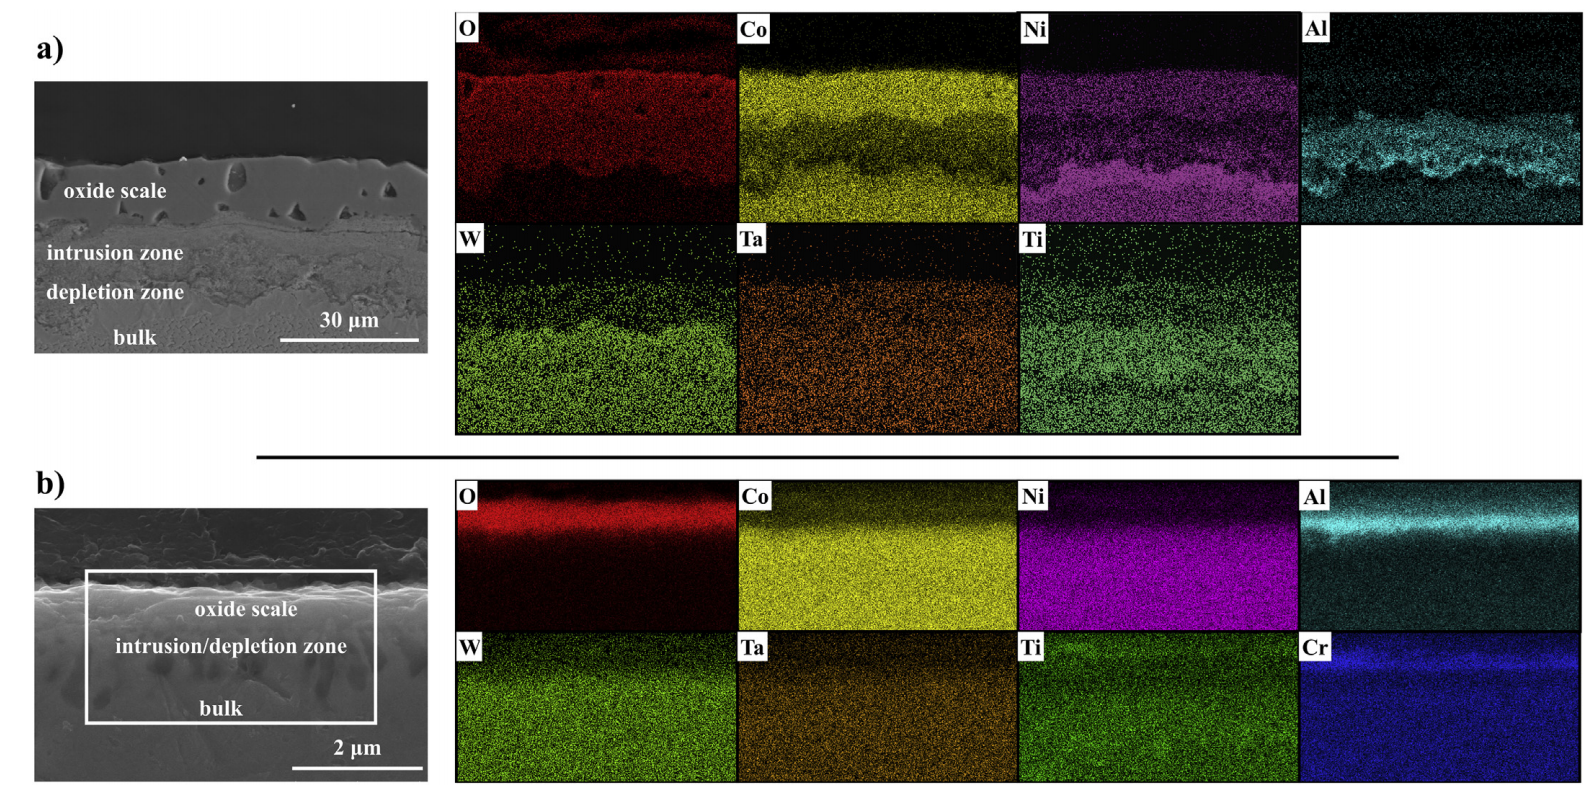 a)
O
Co
Ni
Al
oxide scale
intrusion zone
depletion zone
30 μm
bulk
W
Ta
Ti
b)
O
Co
Ni
Al
oxide scale
intrusion/depletion zone
bulk
2 μm
W
Ta
Ti
Cr